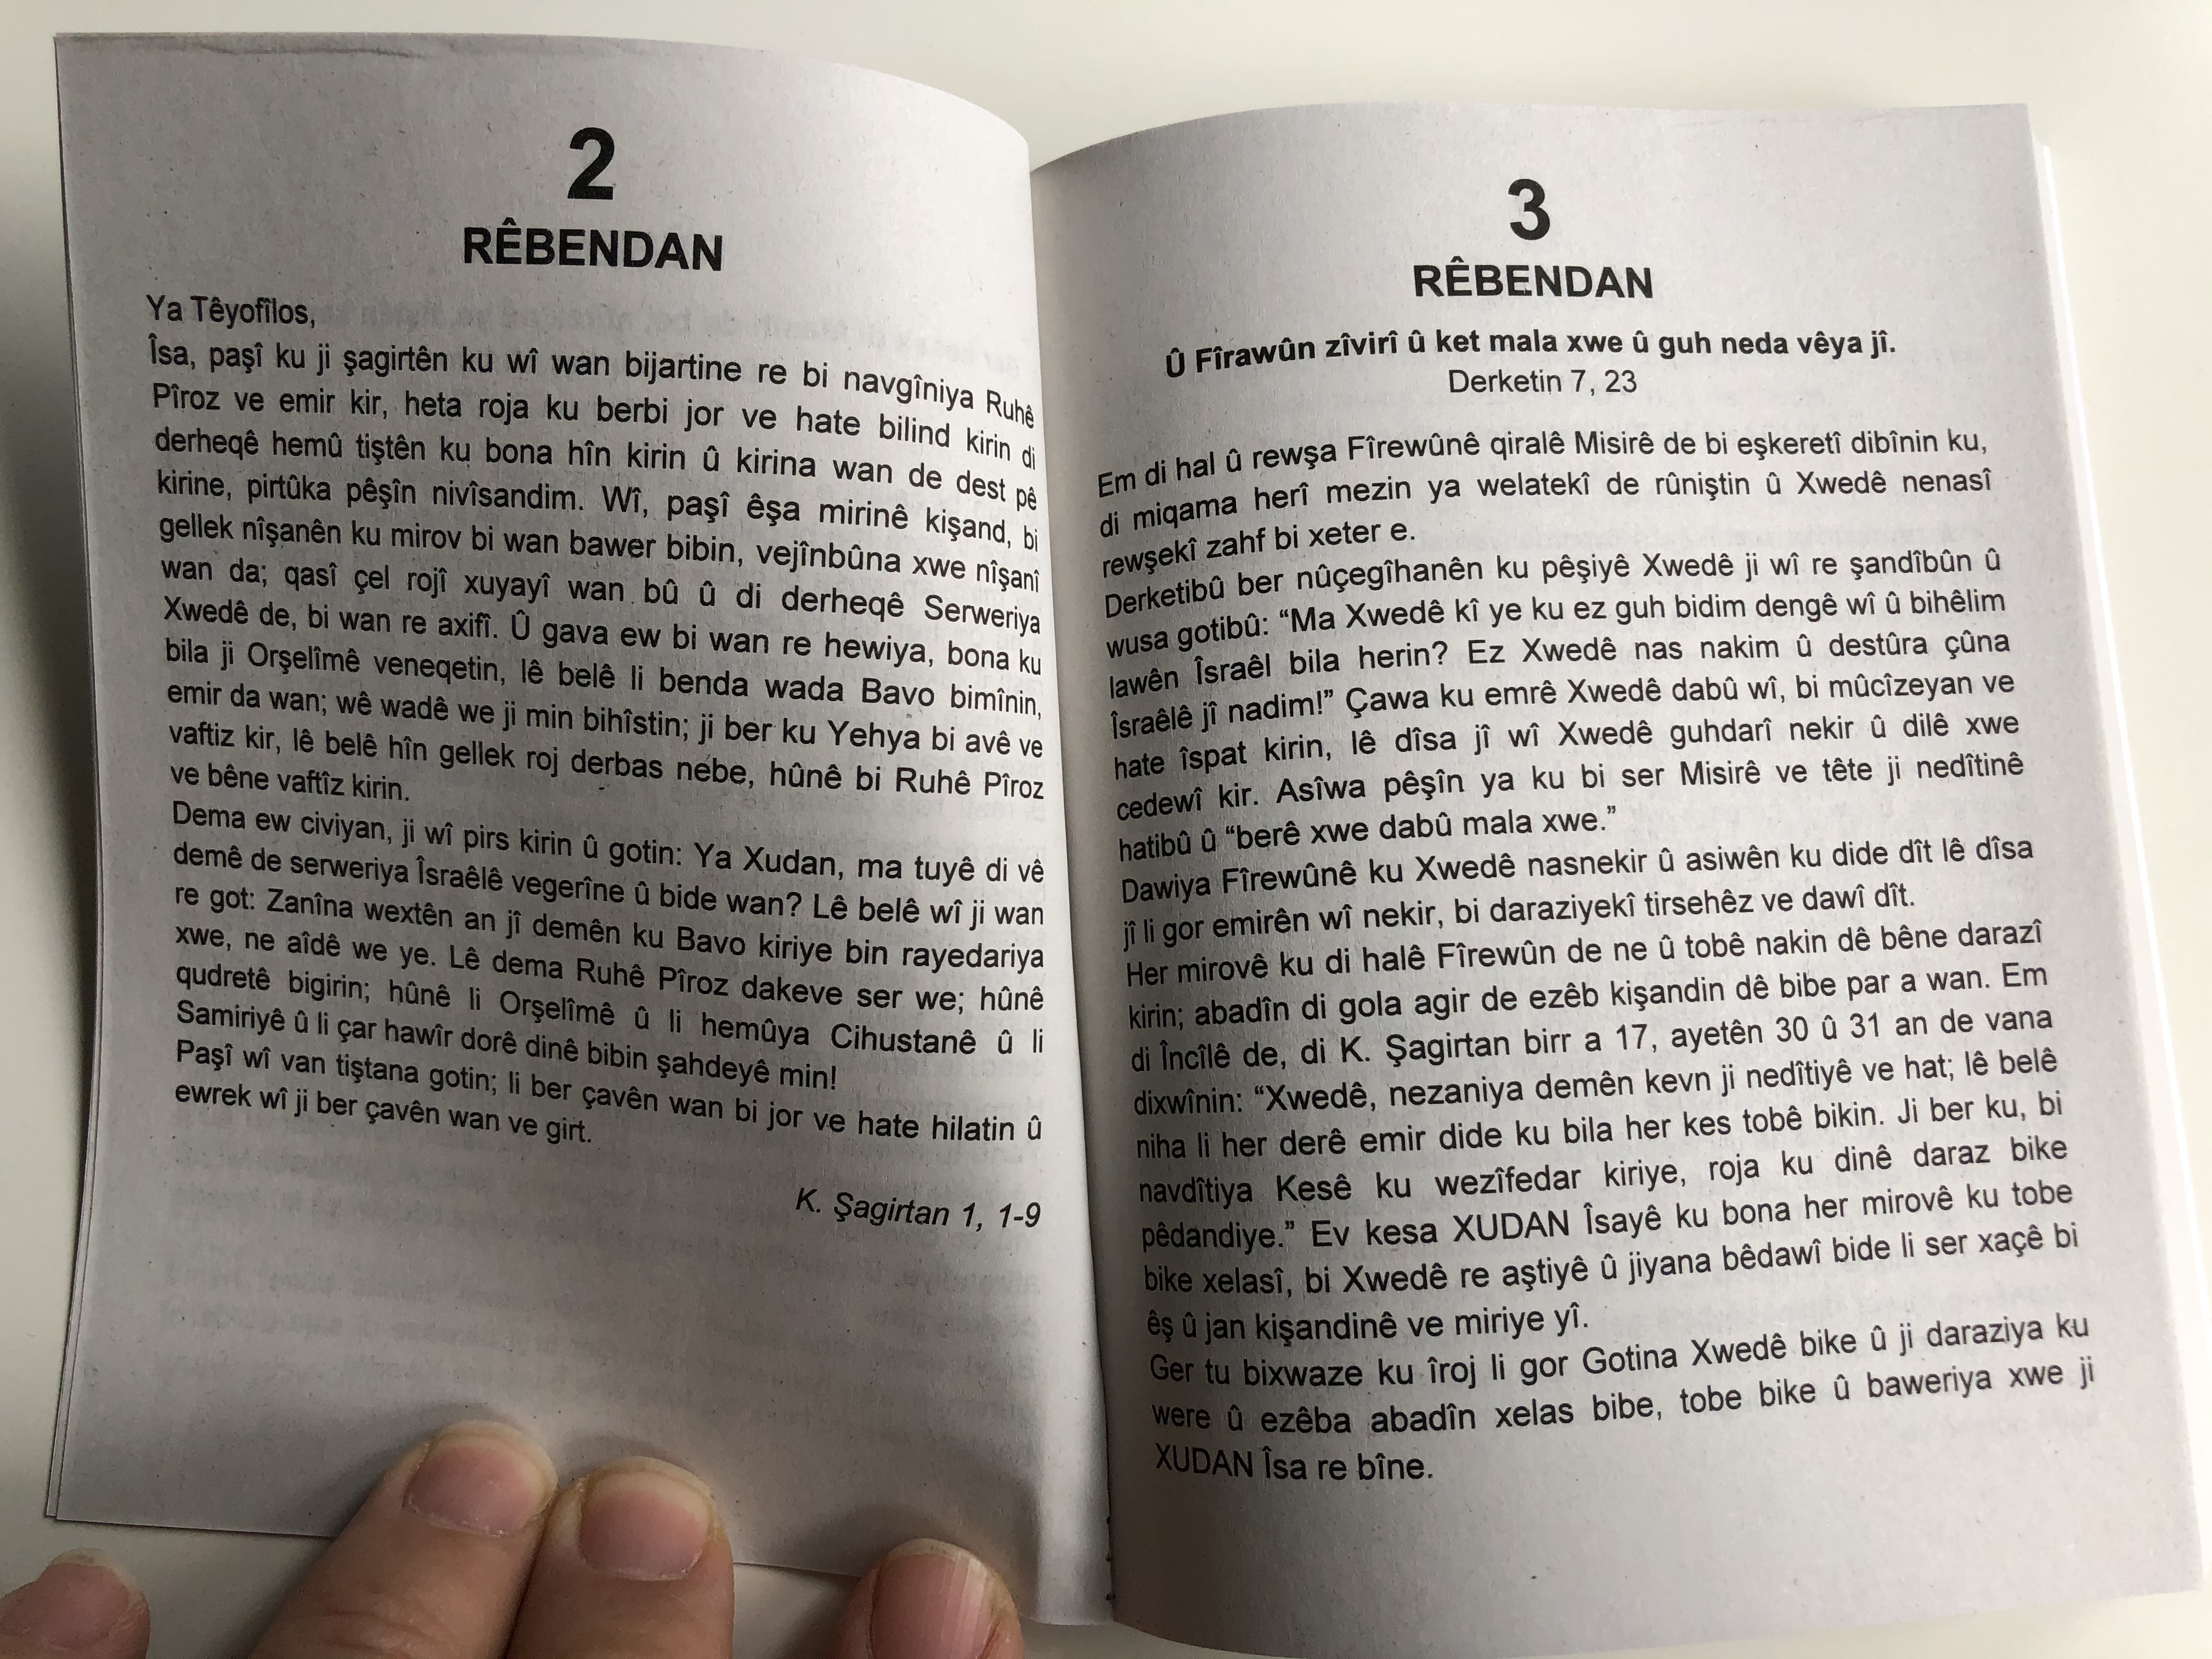 2
RÊBENDAN
Ya Têyofîlos,
Îsa, paşî ku ji şagirtên ku wî wan bijartine re bi navgîniya Ruhê
Pîroz ve emir kir, heta roja ku berbi jor ve hate bilind kirin di
derheqê hemû tiştên ku bona hîn kirin û kirina wan de dest pê
kirine, pirtûka pêşîn nivîsandim. Wî, paşî êşa mirinê kişand, bi
gellek nîşanên ku mirov bi wan bawer bibin, vejînbûna xwe nîşanî
wan da; qasî çel rojî xuyayî wan bû û di derheqê Serweriya
Xwedê de, bi wan re axifî. Û gava ew bi wan re hewiya, bona ku
bila ji Orşelîmê veneqetin, lê belê li benda wada Bavo bimînin,
emir da wan; wê wadê we ji min bihîstin; ji ber ku Yehya bi avê ve
vaftiz kir, lê belê hîn gellek roj derbas nebe, hûnê bi Ruhê Pîroz
ve bêne vaftîz kirin.
Dema ew civiyan, ji wî pirs kirin û gotin: Ya Xudan, ma tuyê di vê
demê de serweriya Îsraêlê vegerîne û bide wan? Lê belê wî ji wan
re got: Zanîna wextên an jî demên ku Bavo kiriye bin rayedariya
xwe, ne aîdê we ye. Lê dema Ruhê Pîroz dakeve ser we; hûnê
qudretê bigirin; hûnê li Orşelîmê û li hemûya Cihustanê û li
Samiriyê û li çar hawîr dorê dinê bibin şahdeyê min!
Paşî wî van tiştana gotin; li ber çavên wan bi jor ve hate hilatin û
ewrek wî ji ber çavên wan ve girt.
K. Şagirtan 1, 1-9
3
RÊBENDAN
Û Fîrawûn zîvirî û ket mala xwe û guh neda vêya jî.
Derketin 7, 23
Em di hal û rewşa Fîrewûnê qiralê Misirê de bi eşkeretî dibînin ku,
di miqama herî mezin ya welatekî de rûniştin û Xwedê nenasî
rewşekî zahf bi xeter e.
Derketibû ber nûçegîhanên ku pêşiyê Xwedê ji wî re şandîbûn û
wusa gotibû: “Ma Xwedê kî ye ku ez guh bidim dengê wî û bihêlim
lawên Îsraêl bila herin? Ez Xwedê nas nakim û destûra çûna
Îsraêlê jî nadim!” Çawa ku emrê Xwedê dabû wî, bi mûcîzeyan ve
hate îspat kirin, lê dîsa jî wî Xwedê guhdarî nekir û dilê xwe
cedewî kir. Asîwa pêşîn ya ku bi ser Misirê ve tête ji nedîtinê
hatibû û “berê xwe dabû mala xwe.”
Dawiya Fîrewûnê ku Xwedê nasnekir û asiwên ku dide dît lê dîsa
jî li gor emirên wî nekir, bi daraziyekî tirsehêz ve dawî dît.
Her mirovê ku di halê Fîrewûn de ne û tobê nakin dê bêne darazî
kirin; abadîn di gola agir de ezêb kişandin dê bibe par a wan. Em
di Încîlê de, di K. Şagirtan birr a 17, ayetên 30 û 31 an de vana
dixwînin: “Xwedê, nezaniya demên kevn ji nedîtiyê ve hat; lê belê
niha li her derê emir dide ku bila her kes tobê bikin. Ji ber ku, bi
navdîtiya Kesê ku wezîfedar kiriye, roja ku dinê daraz bike
pêdandiye.” Ev kesa XUDAN Îsayê ku bona her mirovê ku tobe
bike xelasî, bi Xwedê re aştiyê û jiyana bêdawî bide li ser xaçê bi
êş û jan kişandinê ve miriye yî.
Ger tu bixwaze ku îroj li gor Gotina Xwedê bike û ji daraziya ku
were û ezêba abadîn xelas bibe, tobe bike û baweriya xwe ji
XUDAN Îsa re bîne.